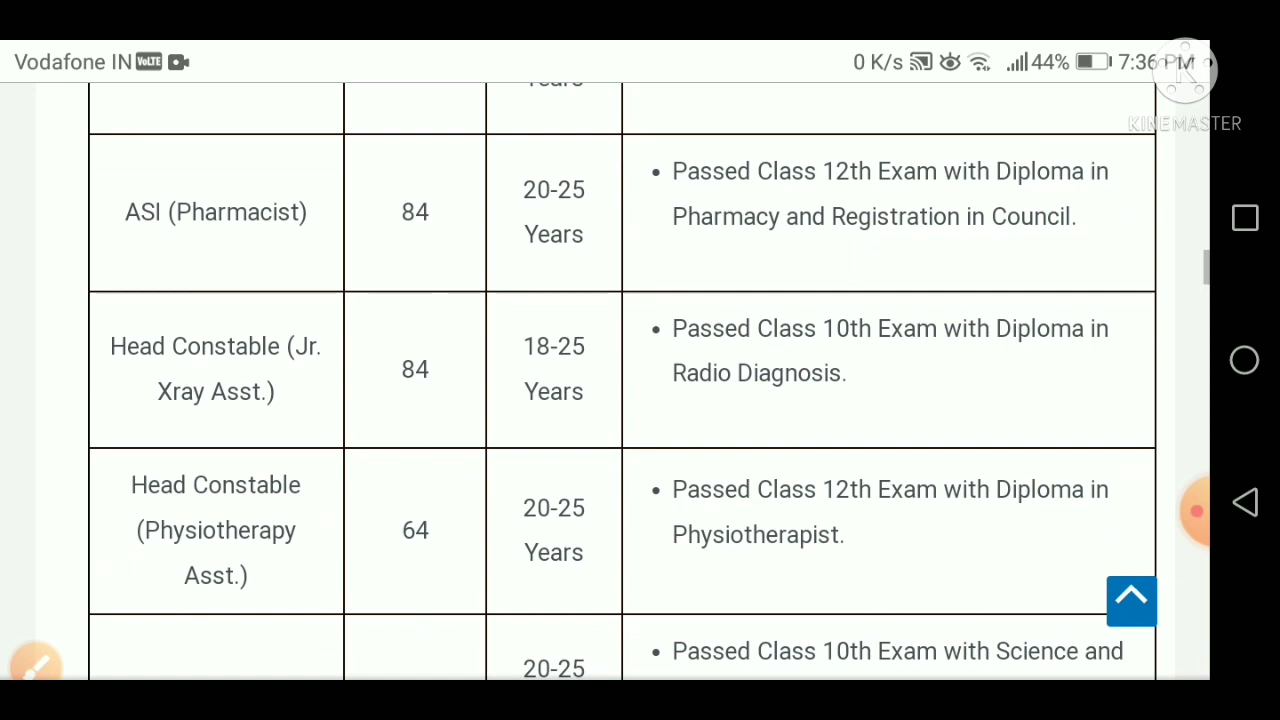 Vodafone IN VoLTE 0 K/s 44% 7:36 PM
KINEMASTER
Years
ASI (Pharmacist)
84
20-25
Years
• Passed Class 12th Exam with Diploma in
Pharmacy and Registration in Council.
Head Constable (Jr.
Xray Asst.)
84
18-25
Years
• Passed Class 10th Exam with Diploma in
Radio Diagnosis.
Head Constable
(Physiotherapy
Asst.)
64
20-25
Years
• Passed Class 12th Exam with Diploma in
Physiotherapist.
20-25
• Passed Class 10th Exam with Science and